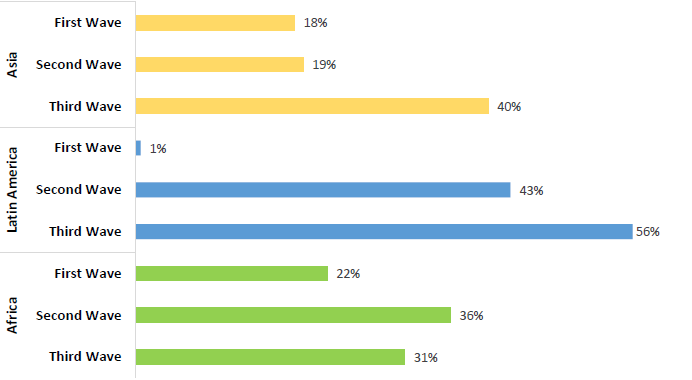 Asia
First Wave 18%
Second Wave 19%
Third Wave 40%
Latin America
First Wave 1%
Second Wave 43%
Third Wave 56%
Africa
First Wave 22%
Second Wave 36%
Third Wave 31%